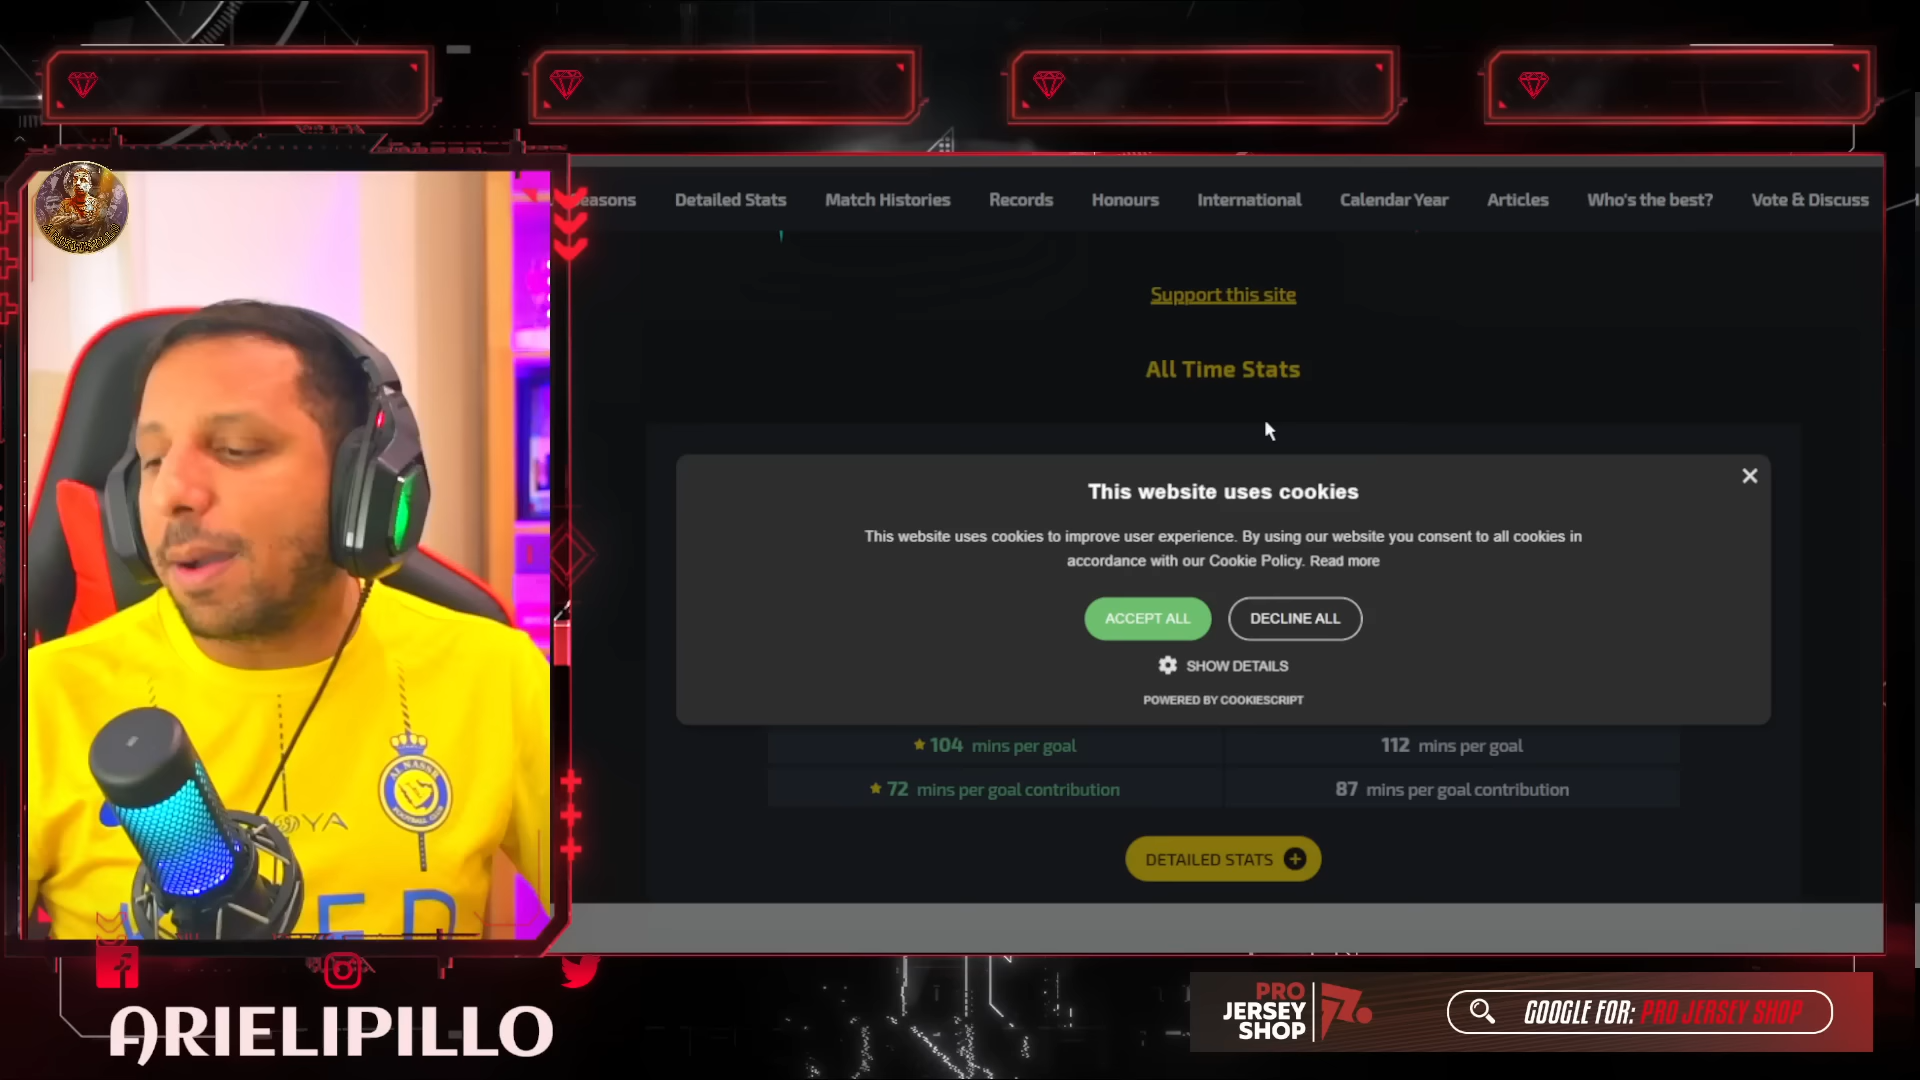 easons Detailed Stats Match Histories Records Honours International Calendar Year Articles Who's the best? Vote & Discuss
Support this site
All Time Stats
This website uses cookies
This website uses cookies to improve user experience. By using our website you consent to all cookies in
accordance with our Cookie Policy. Read more
ACCEPT ALL DECLINE ALL
SHOW DETAILS
POWERED BY COOKIESCRIPT
104 mins per goal 112 mins per goal
72 mins per goal contribution 87 mins per goal contribution
DETAILED STATS
AL NASSR
FOOTBALL CLUB
ARIELIPILLO
PRO
JERSEY
SHOP
GOOGLE FOR: PRO JERSEY SHOP